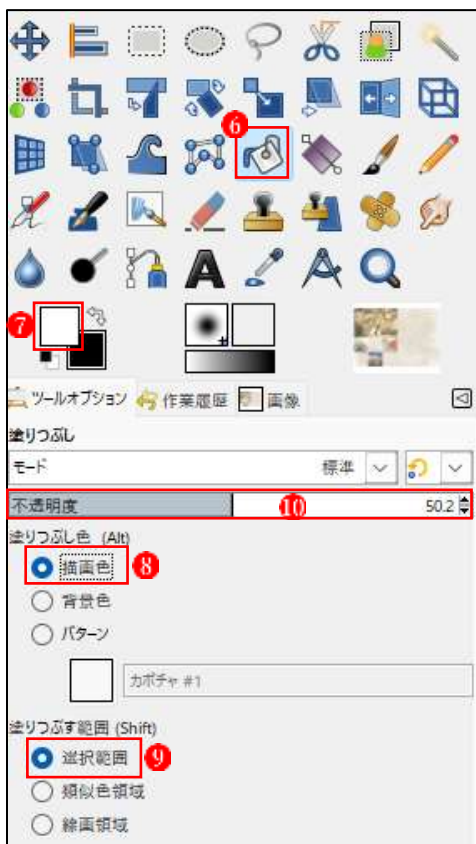 6
7
ツールオプション 作業履歴 画像
塗りつぶし
モード 標準
不透明度 10 50.2
塗りつぶし色 (Alt)
描画色 8
背景色
パターン
カボチャ #1
塗りつぶす範囲 (Shift)
選択範囲 9
類似色領域
線画領域